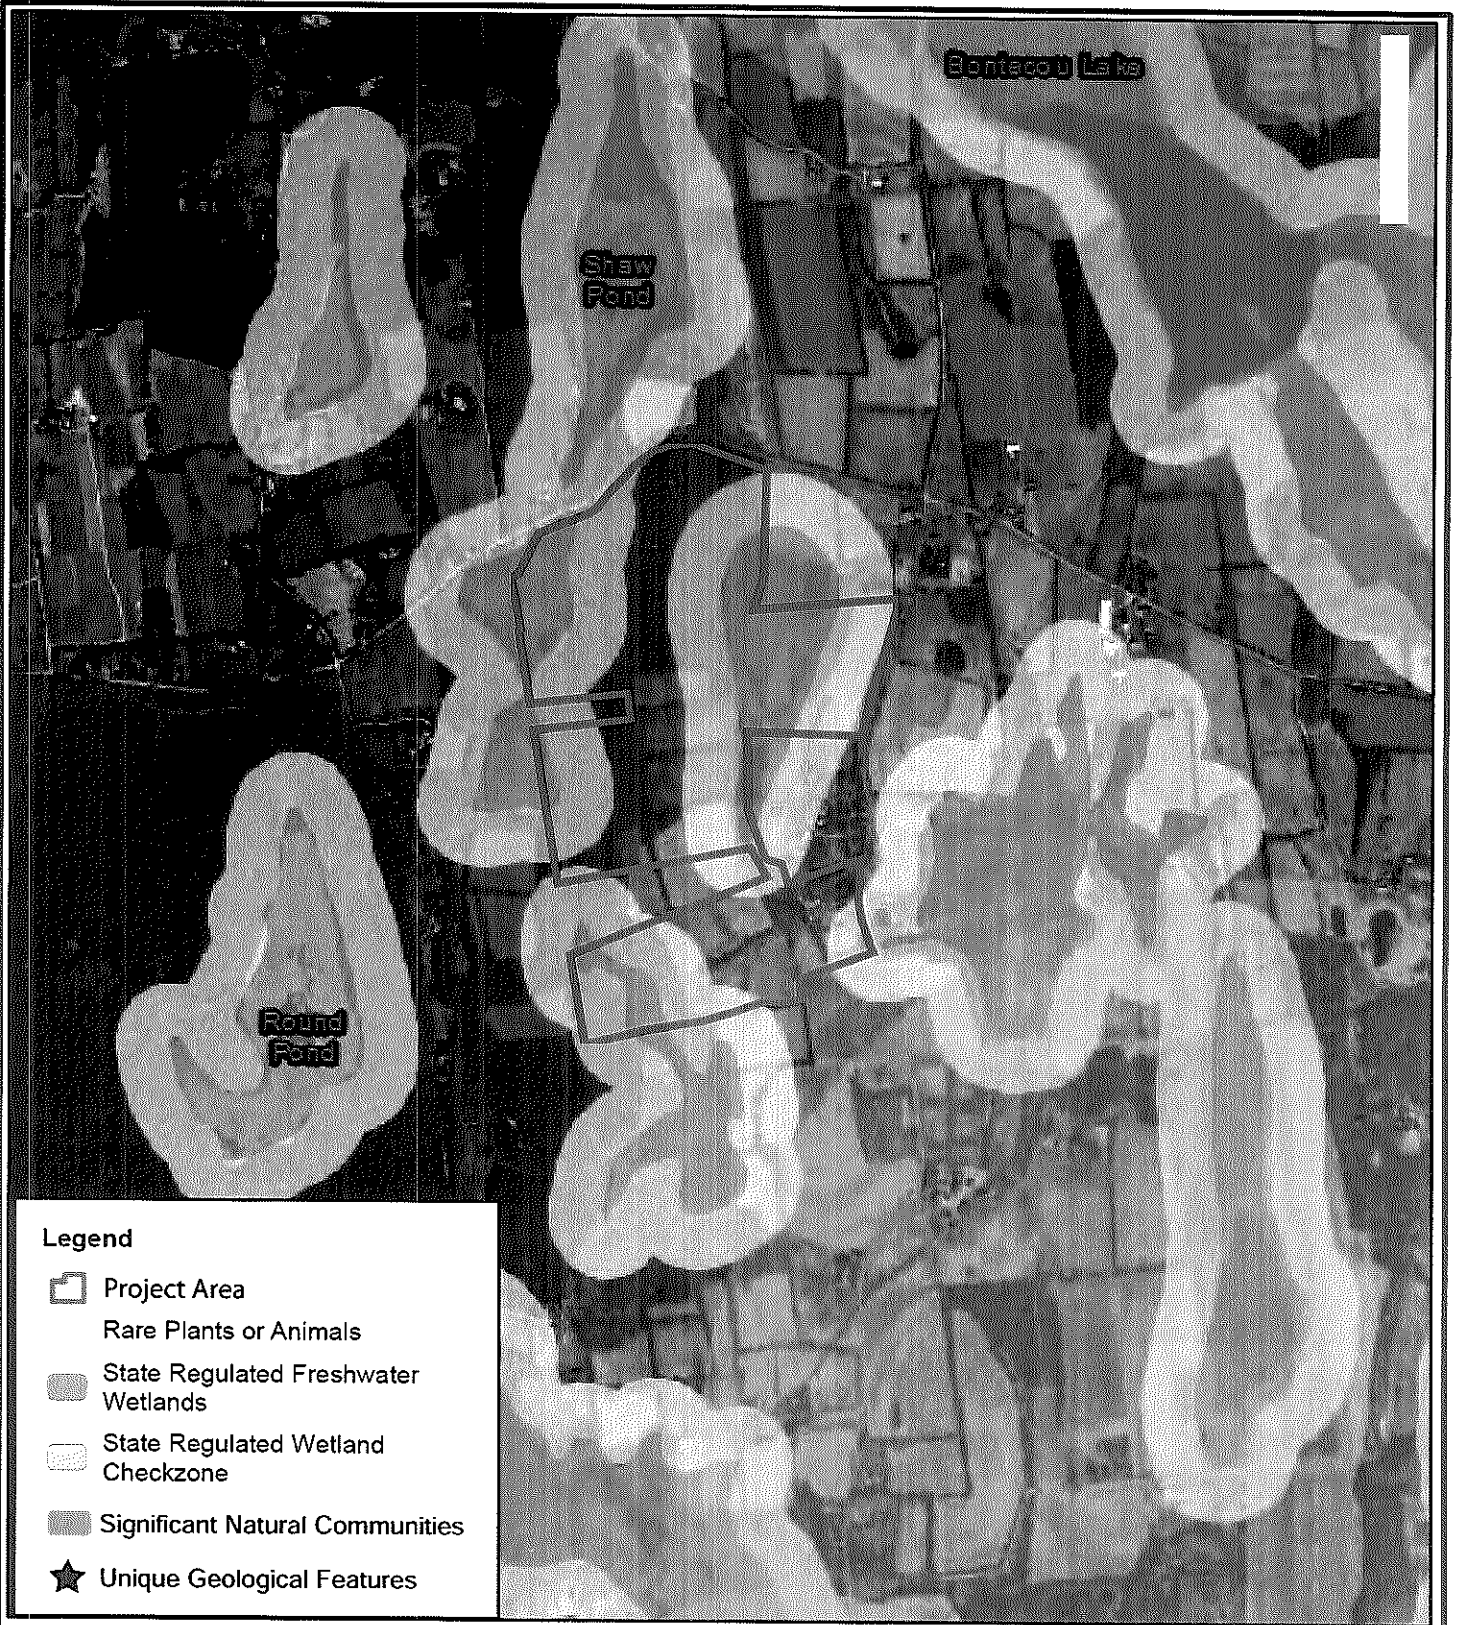 Bontecou Lake
Shaw
Pond
Round
Pond
Legend
Project Area
Rare Plants or Animals
State Regulated Freshwater
Wetlands
State Regulated Wetland
Checkzone
Significant Natural Communities
Unique Geological Features